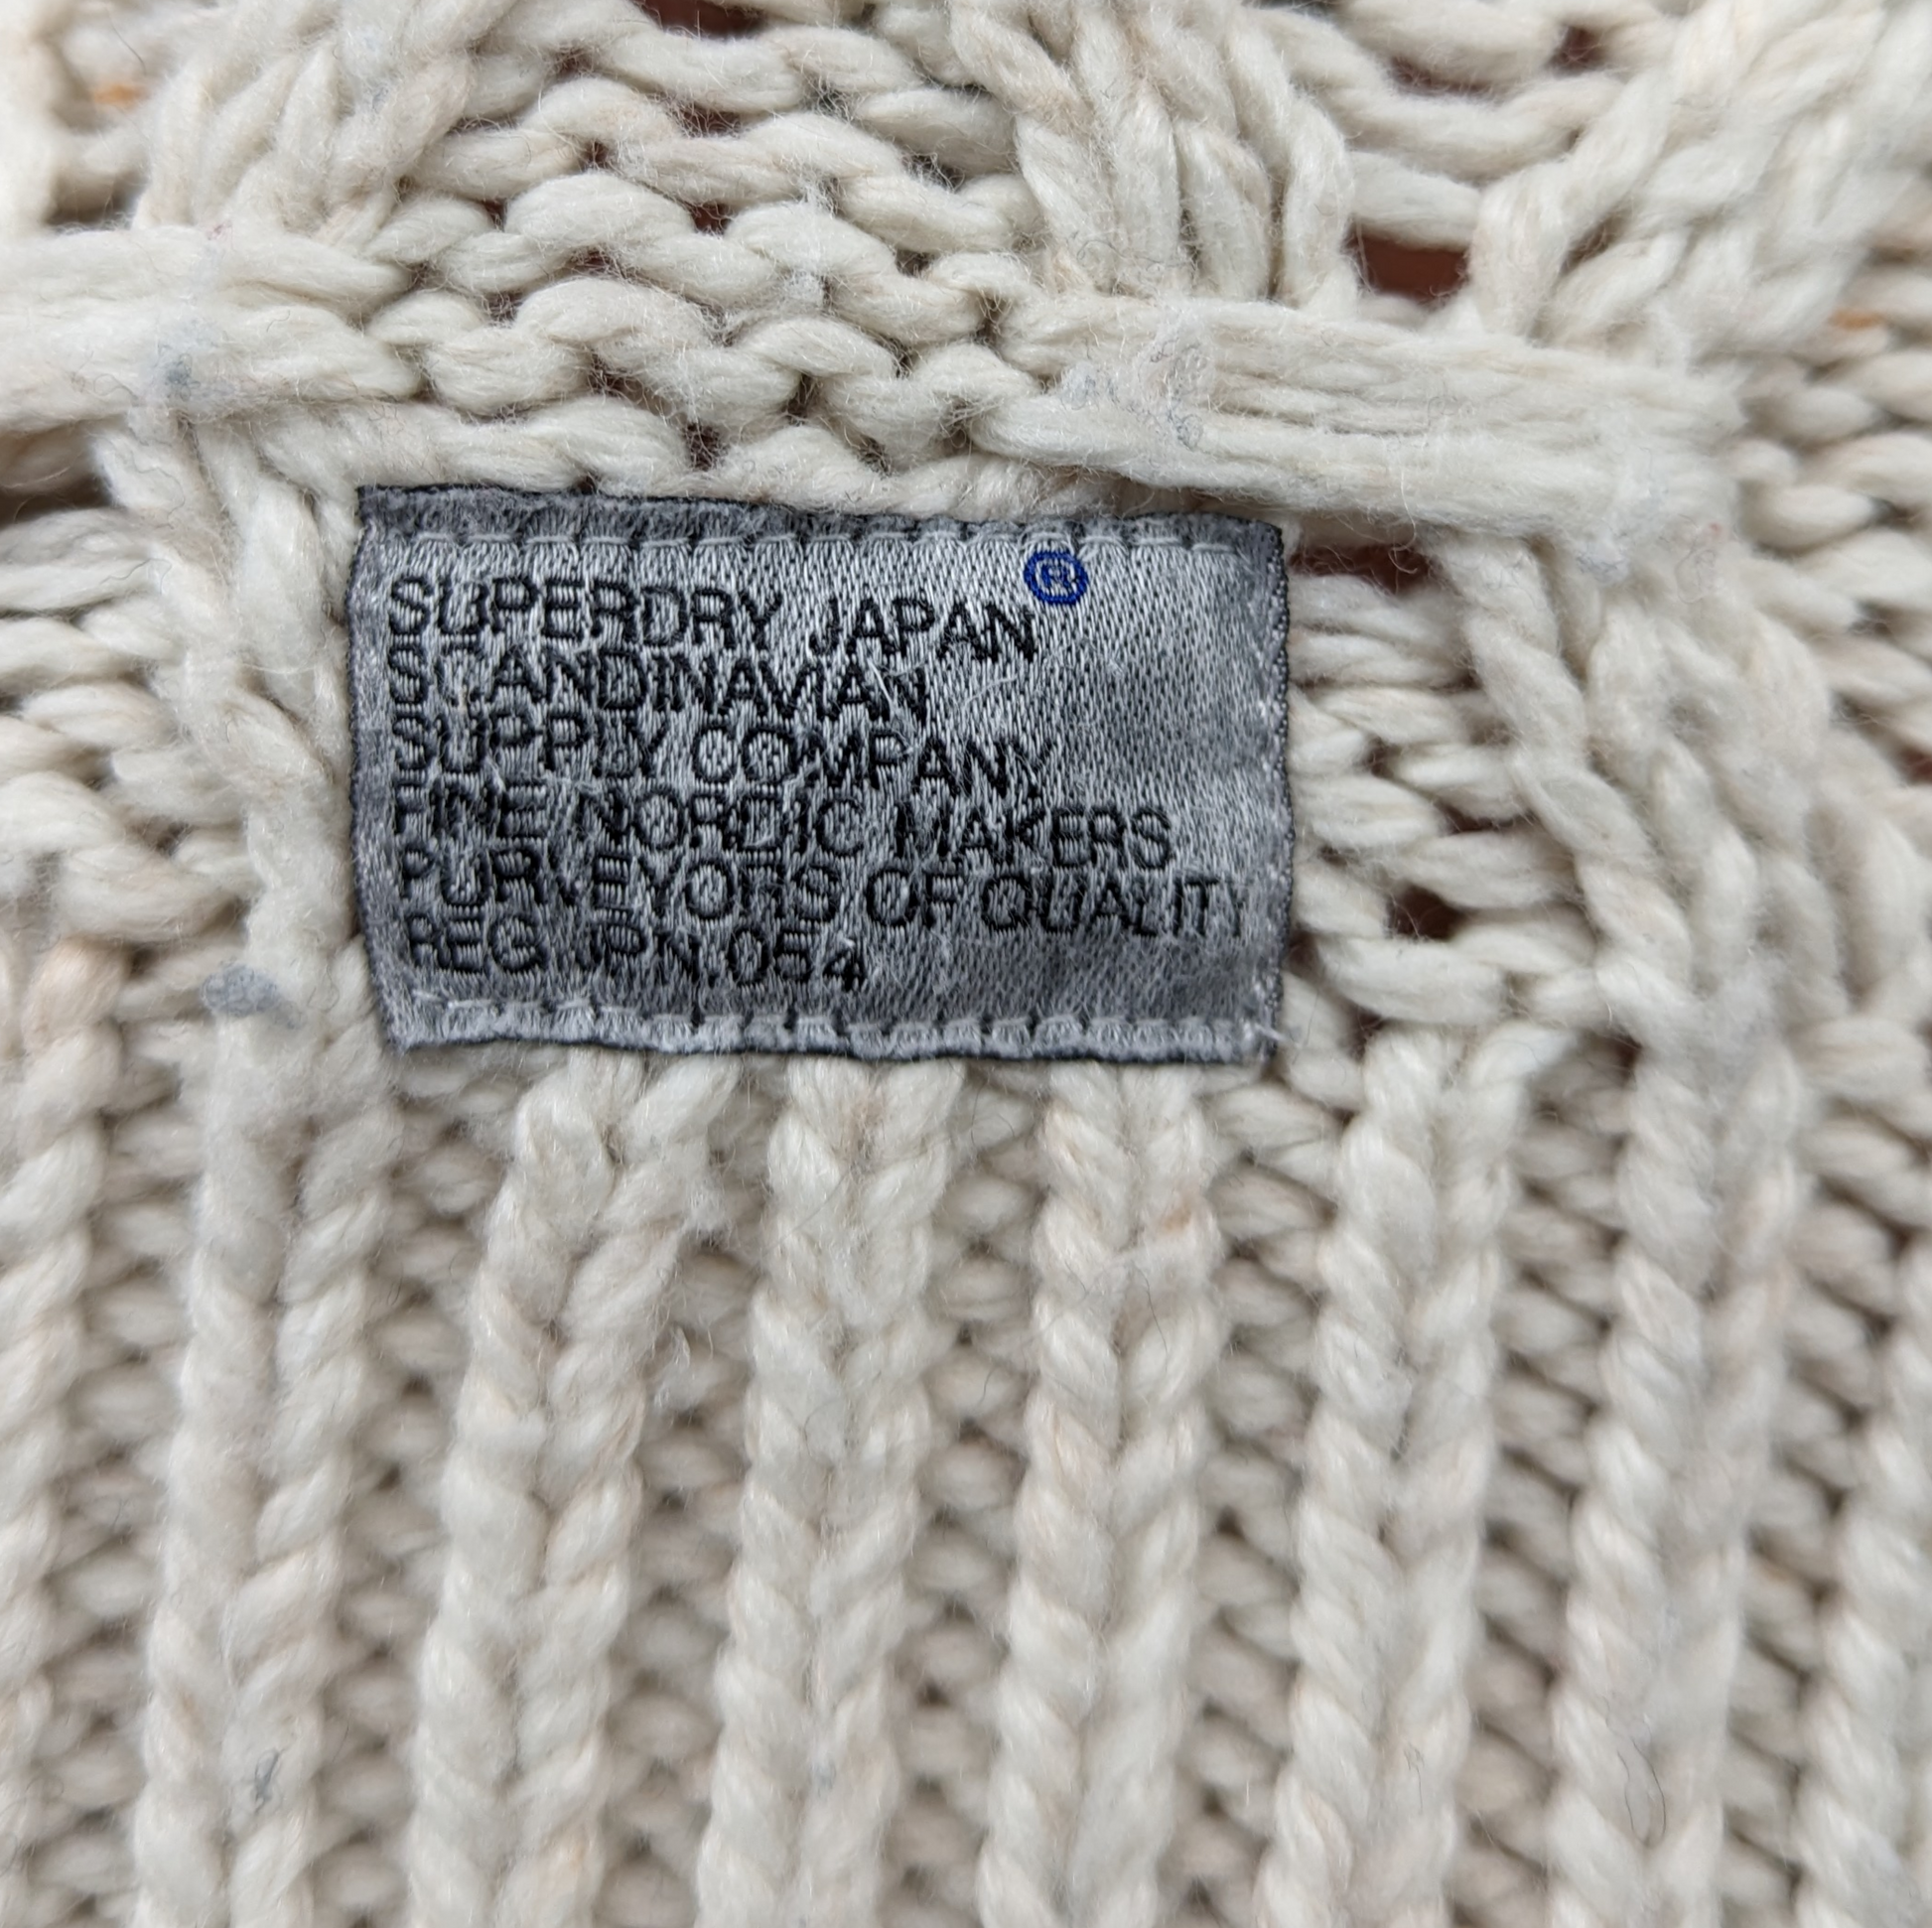 SUPERDRY JAPAN®
SCANDINAVIAN
SUPPLY COMPANY
FINE NORDIC MAKERS
PURVEYORS OF QUALITY
REG JPN.054